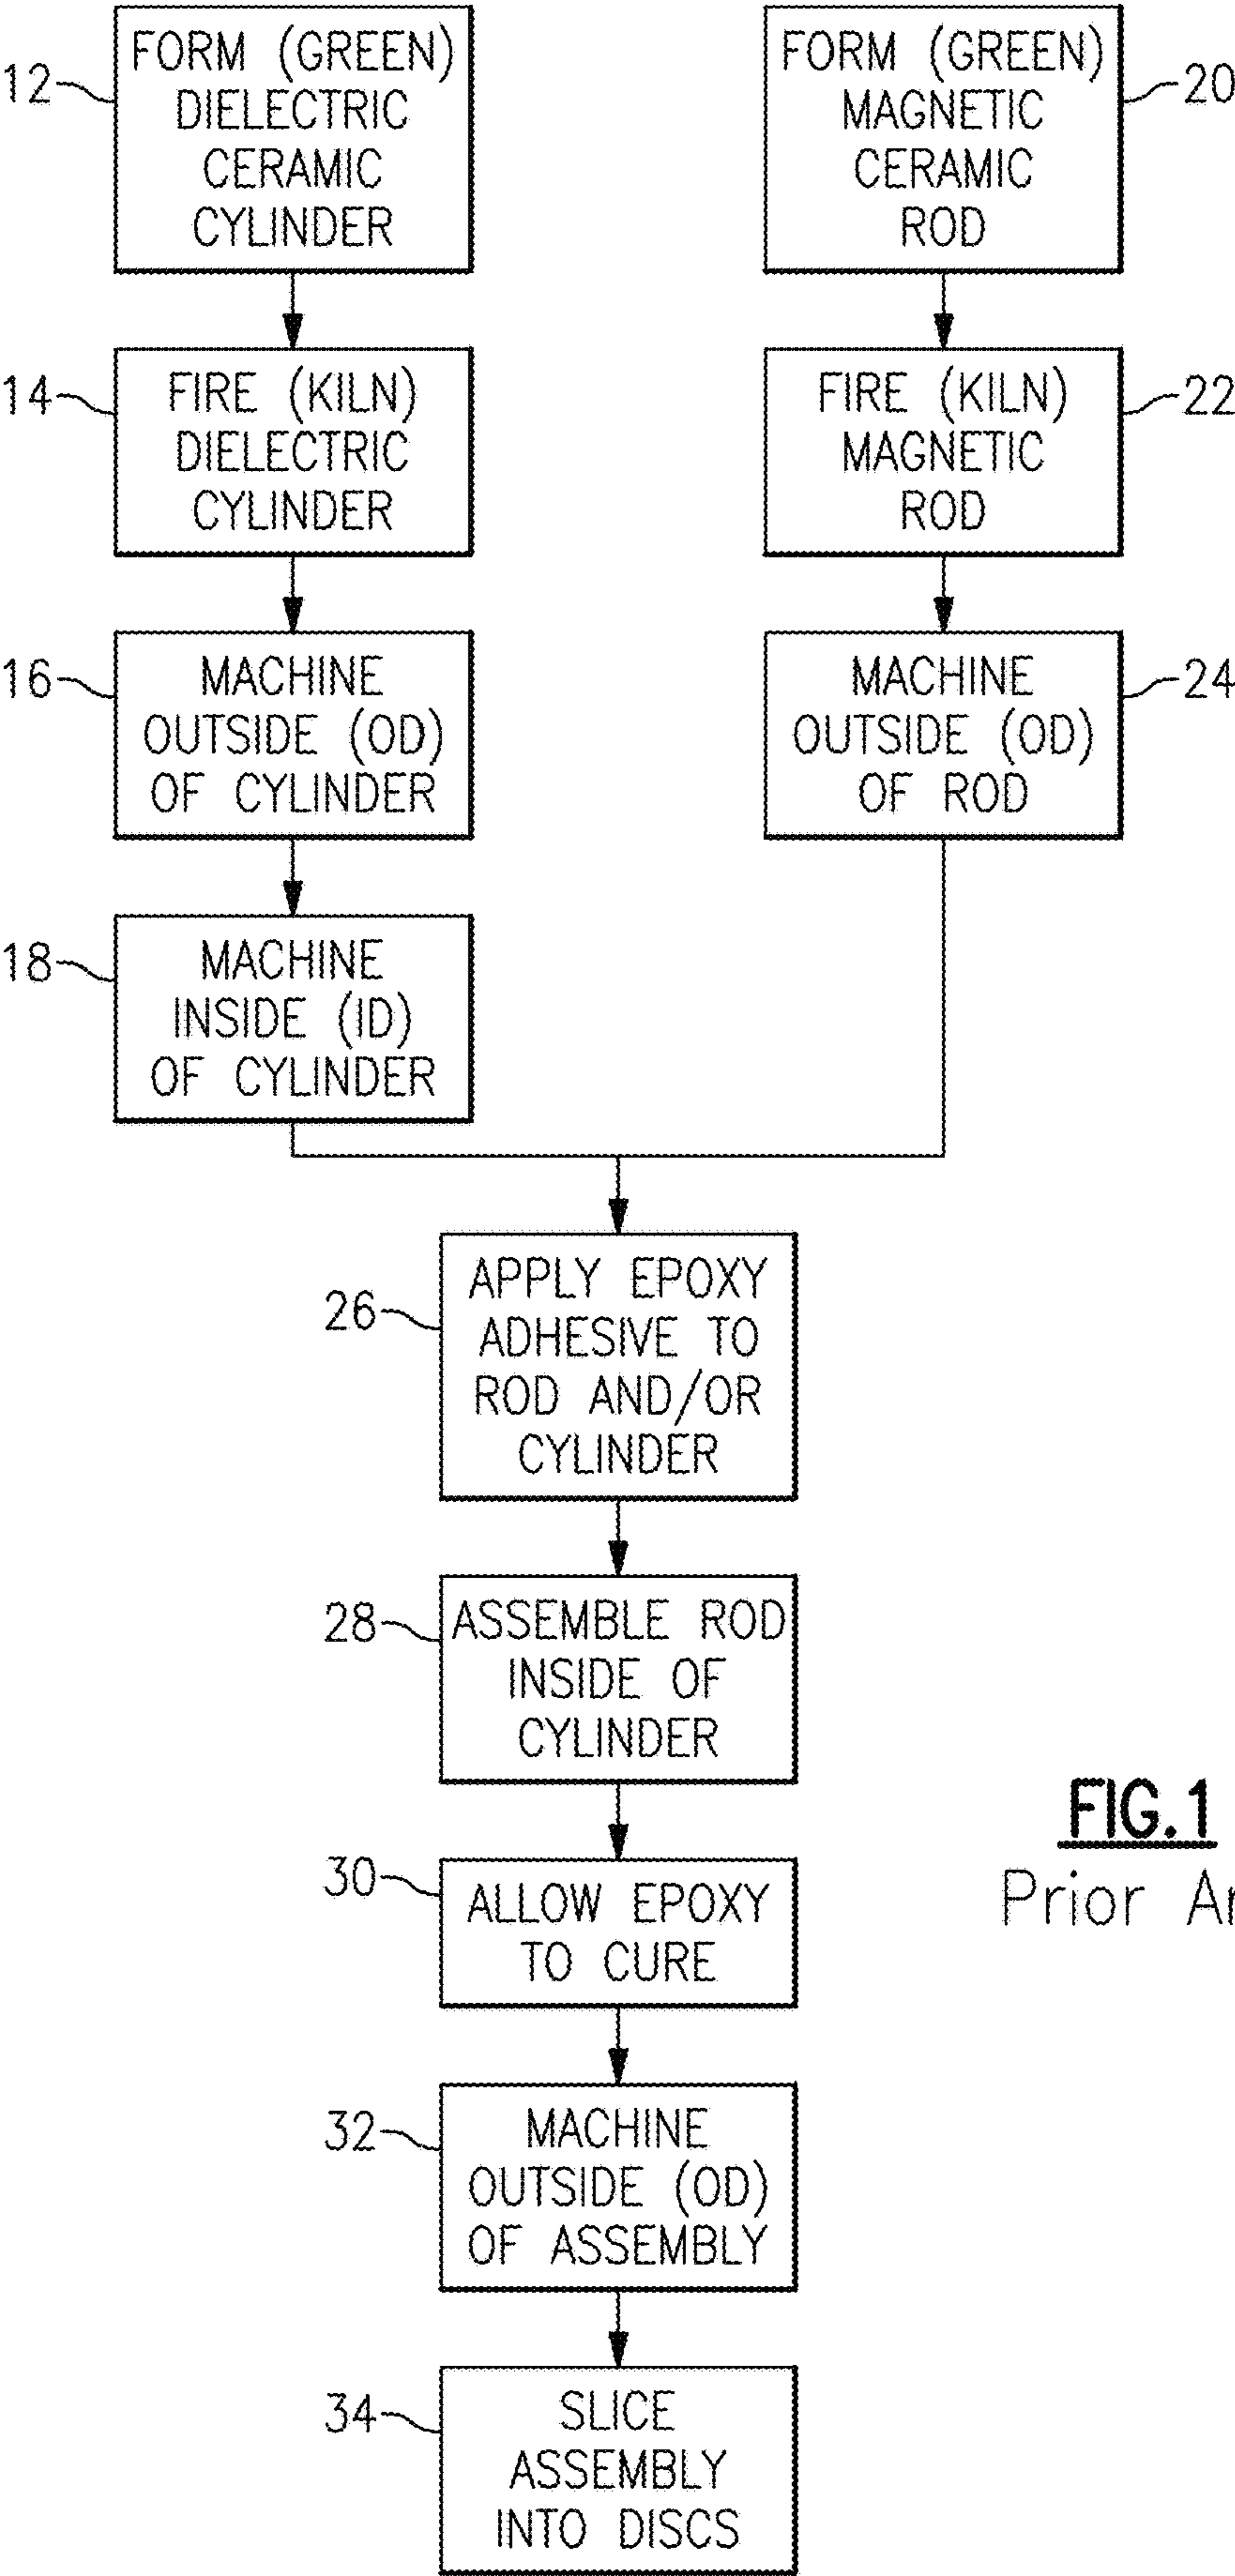 12
FORM (GREEN)
DIELECTRIC
CERAMIC
CYLINDER
14
FIRE (KILN)
DIELECTRIC
CYLINDER
16
MACHINE
OUTSIDE (OD)
OF CYLINDER
18
MACHINE
INSIDE (ID)
OF CYLINDER
20
FORM (GREEN)
MAGNETIC
CERAMIC
ROD
22
FIRE (KILN)
MAGNETIC
ROD
24
MACHINE
OUTSIDE (OD)
OF ROD
26
APPLY EPOXY
ADHESIVE TO
ROD AND/OR
CYLINDER
28
ASSEMBLE ROD
INSIDE OF
CYLINDER
30
ALLOW EPOXY
TO CURE
32
MACHINE
OUTSIDE (OD)
OF ASSEMBLY
34
SLICE
ASSEMBLY
INTO DISCS
FIG.1
Prior